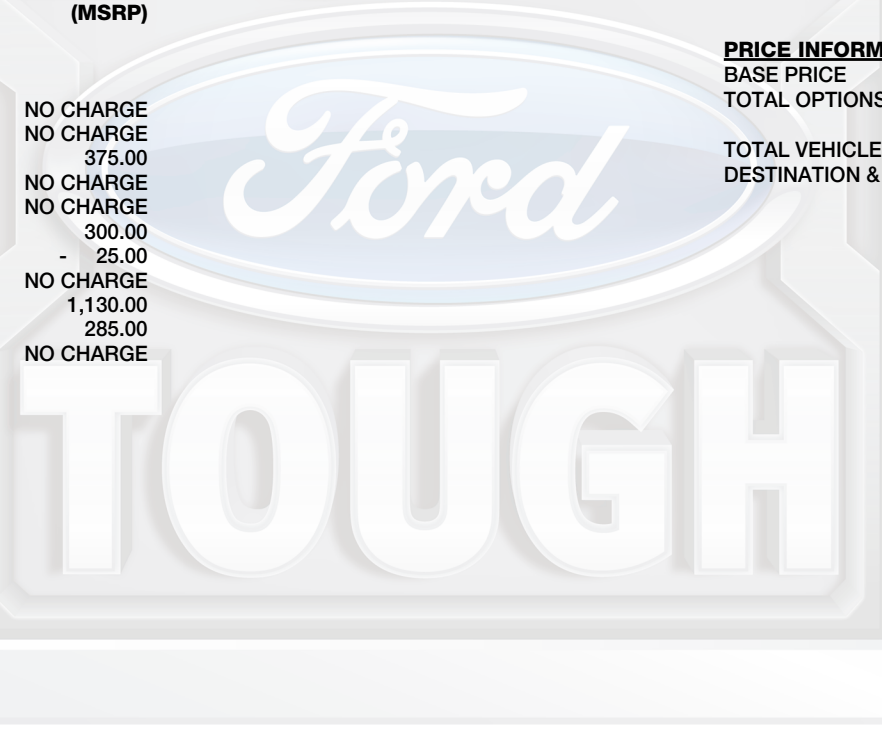 (MSRP)
NO CHARGE
NO CHARGE
375.00
NO CHARGE
NO CHARGE
300.00
- 25.00
NO CHARGE
1,130.00
285.00
NO CHARGE
PRICE INFORM
BASE PRICE
TOTAL OPTIONS
TOTAL VEHICLE
DESTINATION &
Ford
TOUGH